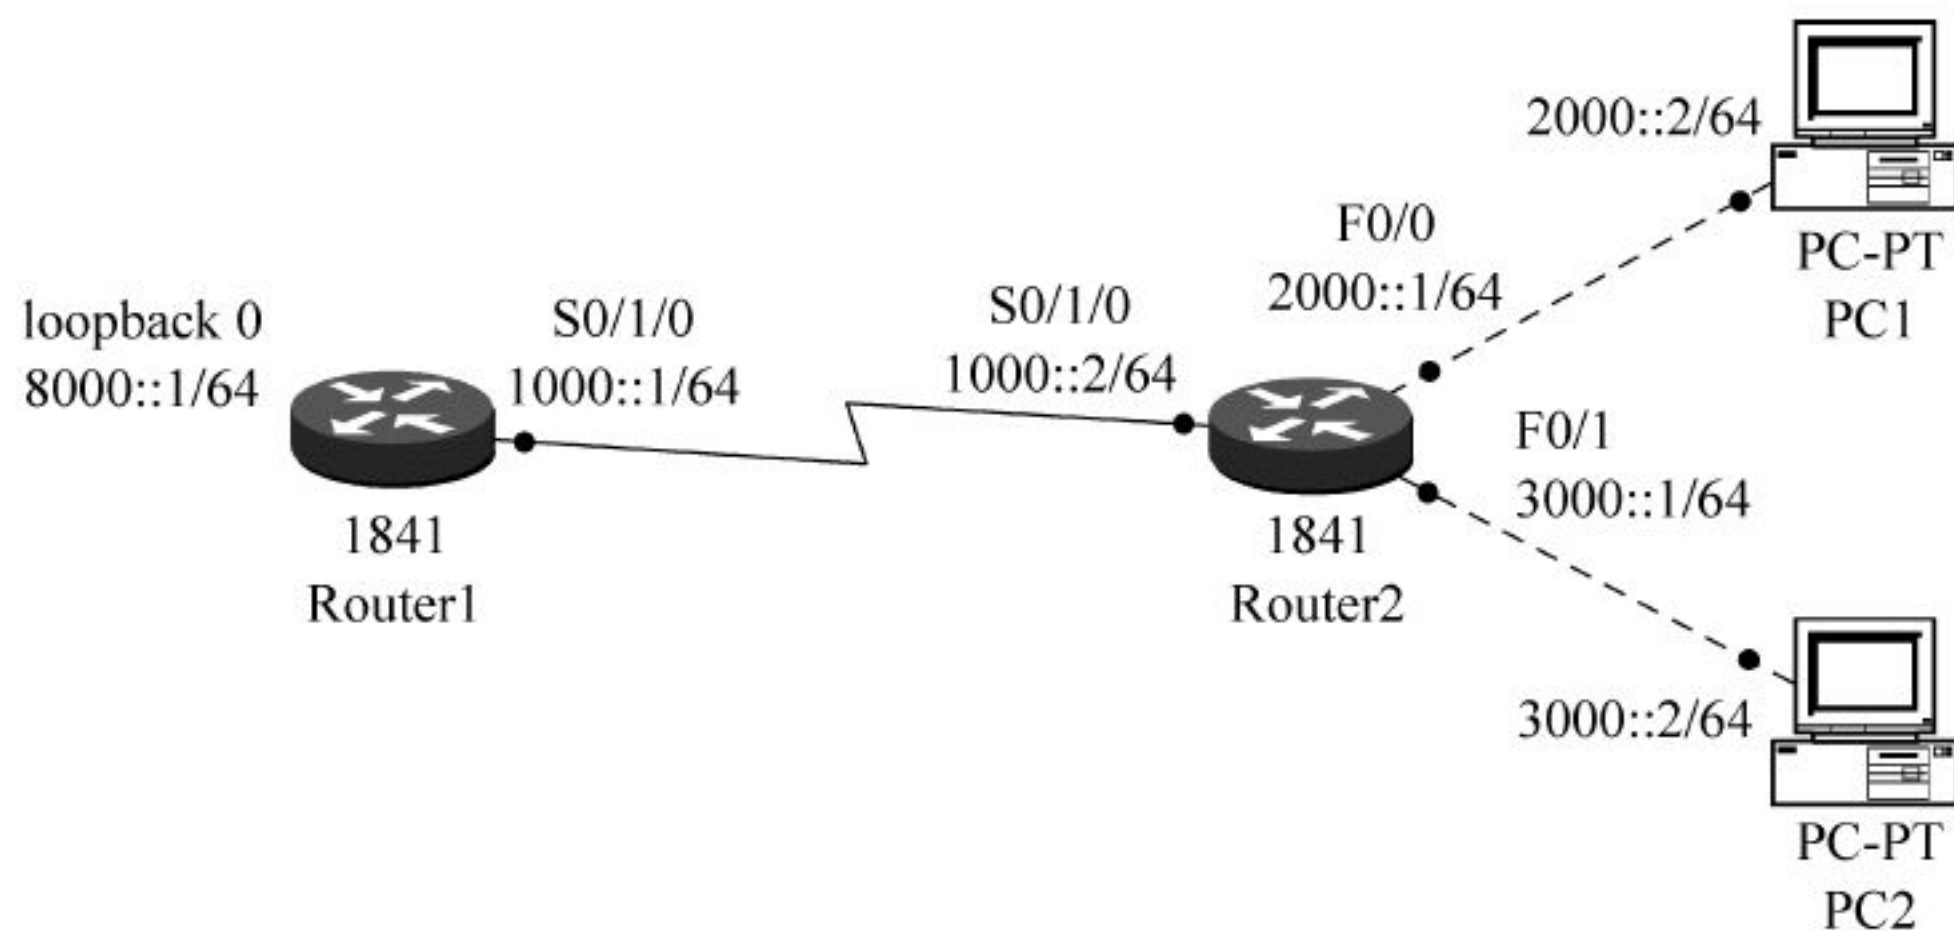 2000::2/64
PC-PT
PC1
F0/0
2000::1/64
loopback 0
8000::1/64
S0/1/0
1000::1/64
S0/1/0
1000::2/64
F0/1
3000::1/64
1841
Router1
1841
Router2
3000::2/64
PC-PT
PC2